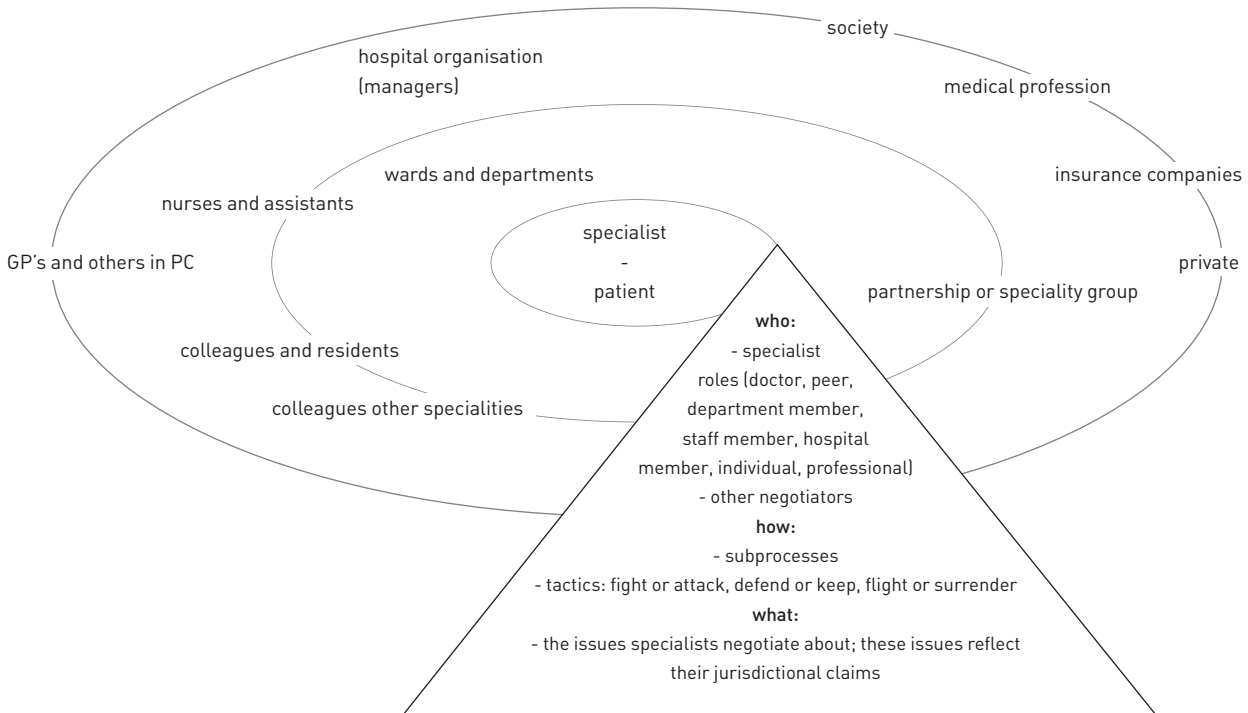 society
hospital organisation
(managers)
medical profession
wards and departments
insurance companies
nurses and assistants
specialist
-
patient
GP's and others in PC
private
partnership or speciality group
colleagues and residents
colleagues other specialities
who:
- specialist
roles (doctor, peer,
department member,
staff member, hospital
member, individual, professional)
- other negotiators
how:
- subprocesses
- tactics: fight or attack, defend or keep, flight or surrender
what:
- the issues specialists negotiate about; these issues reflect
their jurisdictional claims